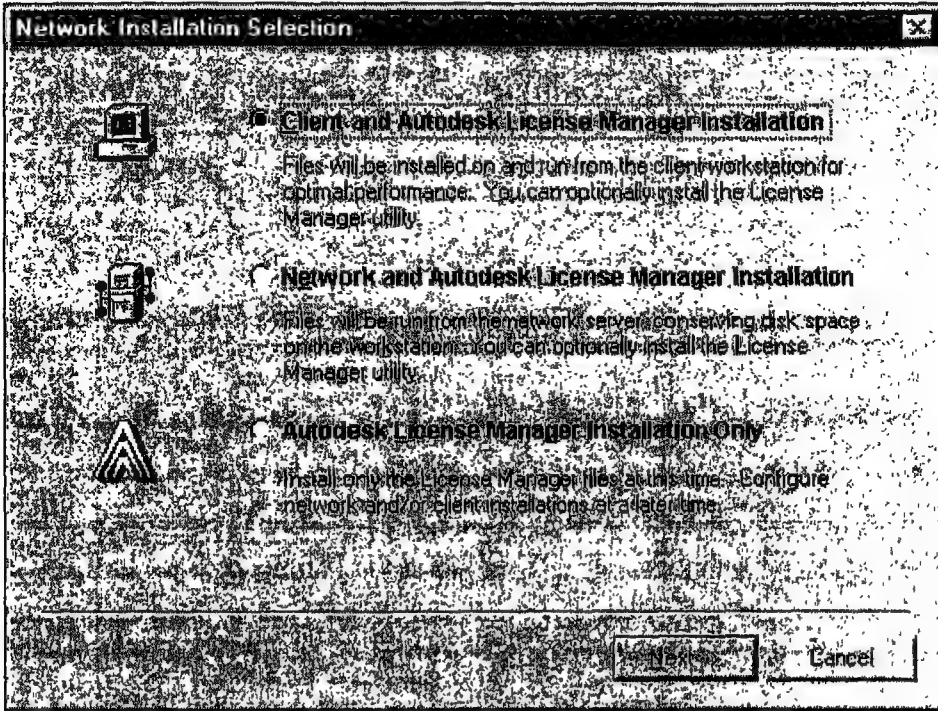 Network Installation Selection
Client and Autodesk License Manager Installation
Files will be installed on and run from the client workstation for
optimal performance. You can optionally install the License
Manager utility.
Network and Autodesk License Manager Installation
Files will be run from the network server, conserving disk space
on the workstation. You can optionally install the License
Manager utility.
Autodesk License Manager Installation Only
Install only the License Manager files at this time. Configure
network and/or client installations at a later time.
Next
Cancel